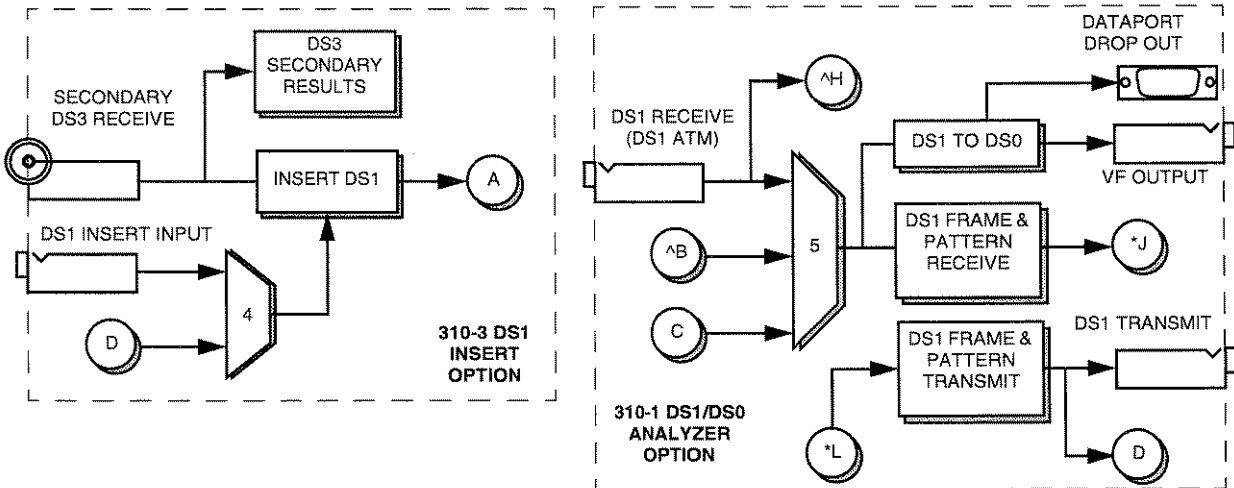 DS3
SECONDARY
RESULTS
SECONDARY
DS3 RECEIVE
INSERT DS1
A
DS1 INSERT INPUT
4
D
310-3 DS1
INSERT
OPTION
DATAPORT
DROP OUT
^H
DS1 RECEIVE
(DS1 ATM)
DS1 TO DS0
VF OUTPUT
5
DS1 FRAME &
PATTERN
RECEIVE
*J
^B
C
DS1 FRAME &
PATTERN
TRANSMIT
DS1 TRANSMIT
310-1 DS1/DS0
ANALYZER
OPTION
*L
D